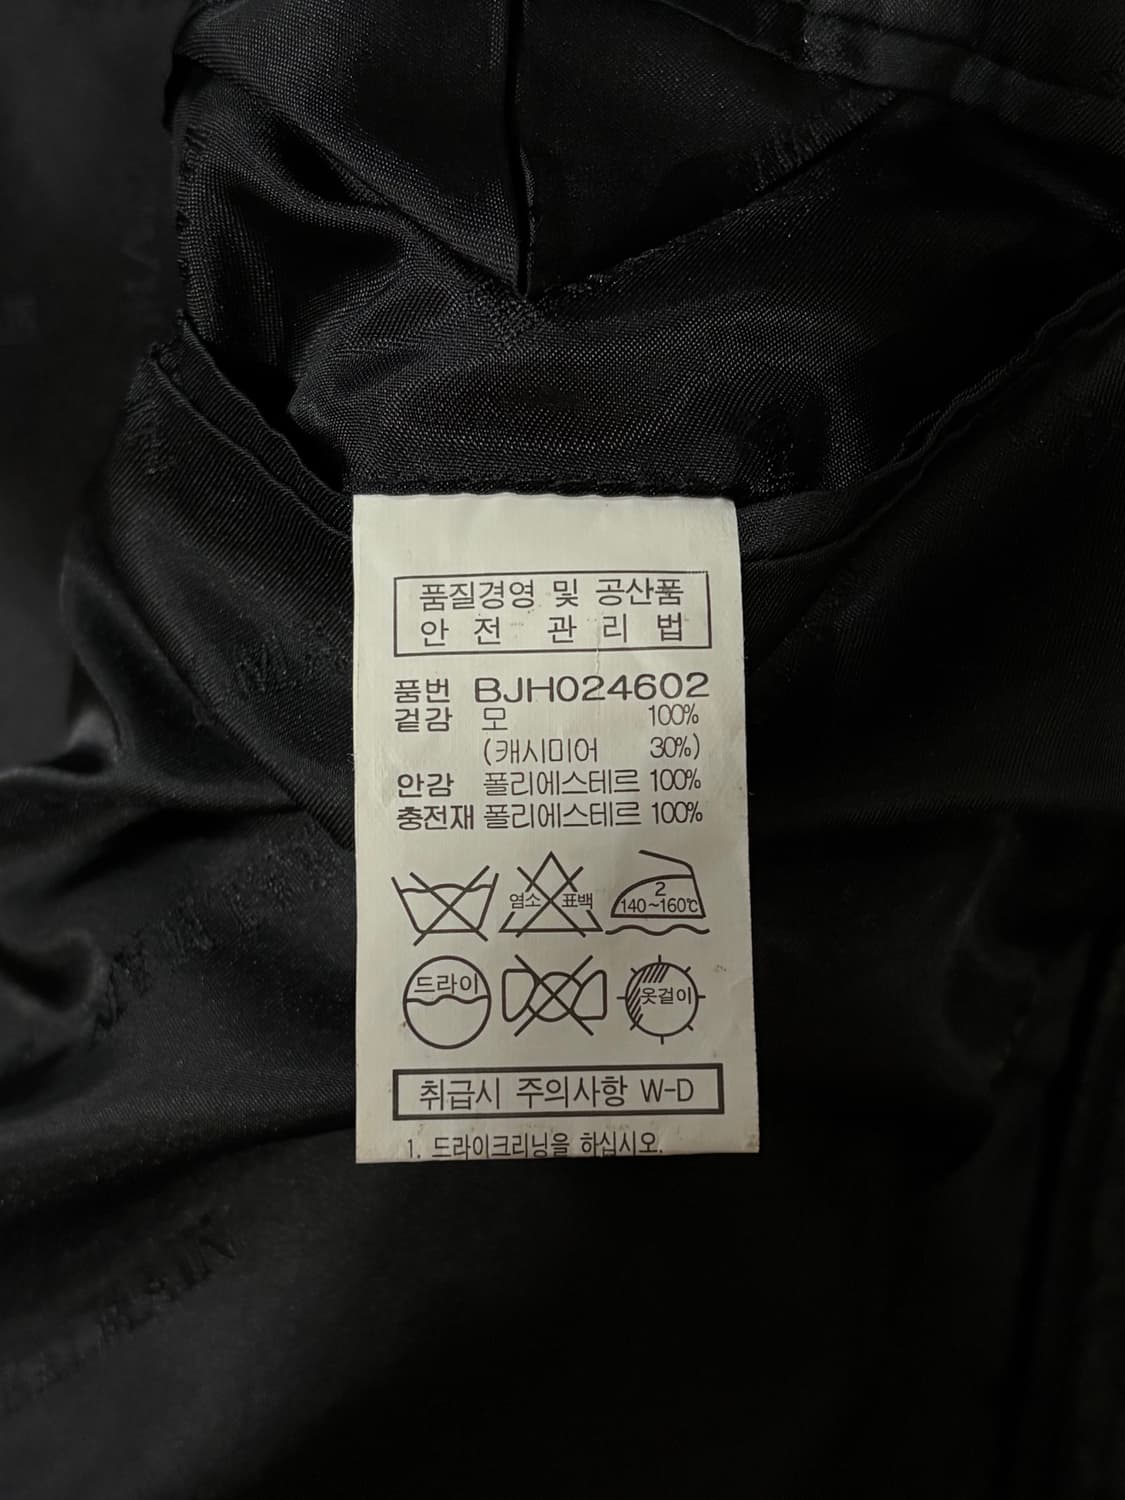 품질경영 및 공산품
안 전 관 리 법
품번 BJH024602
겉감 모 100%
(캐시미어 30%)
안감 폴리에스테르 100%
충전재 폴리에스테르 100%
염소 표백
2
140~160℃
드라이
옷걸이
취급시 주의사항 W-D
1. 드라이크리닝을 하십시오.